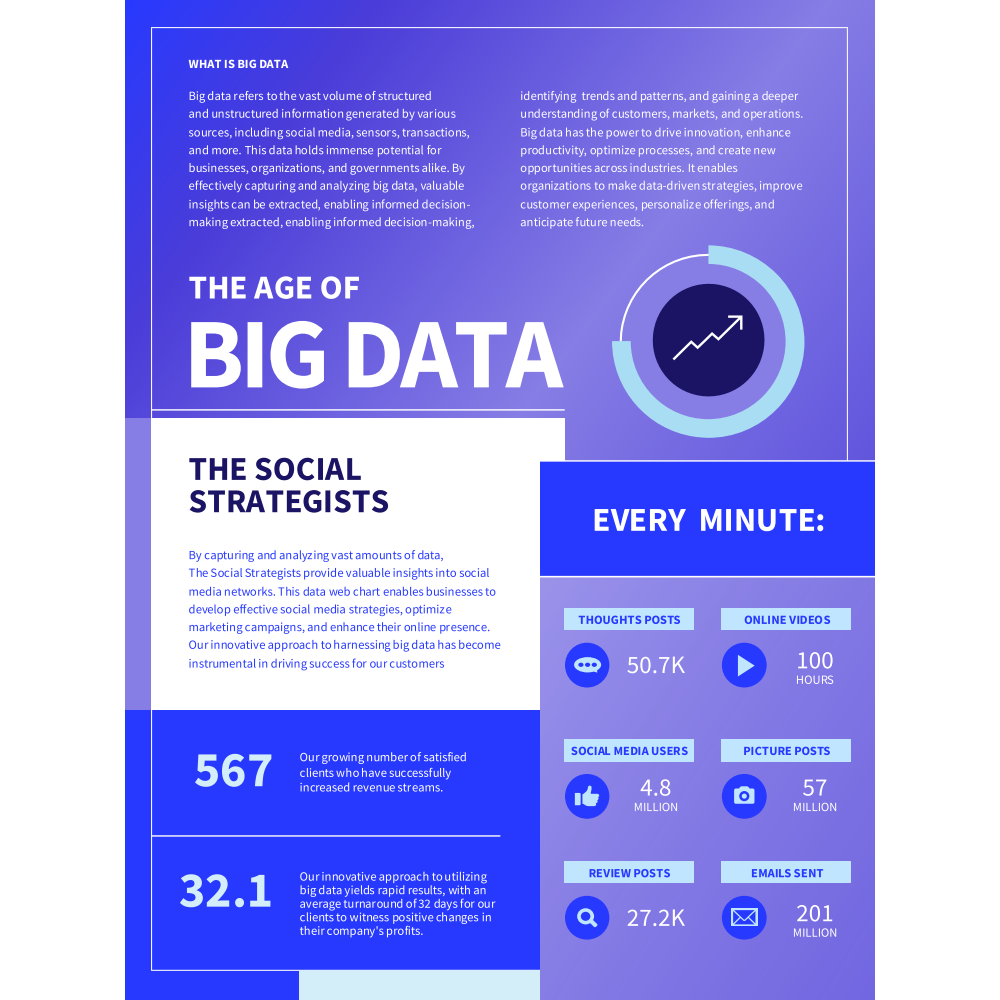 WHAT IS BIG DATA
Big data refers to the vast volume of structured
and unstructured information generated by various
sources, including social media, sensors, transactions,
and more. This data holds immense potential for
businesses, organizations, and governments alike. By
effectively capturing and analyzing big data, valuable
insights can be extracted, enabling informed decision-
making extracted, enabling informed decision-making,
identifying trends and patterns, and gaining a deeper
understanding of customers, markets, and operations.
Big data has the power to drive innovation, enhance
productivity, optimize processes, and create new
opportunities across industries. It enables
organizations to make data-driven strategies, improve
customer experiences, personalize offerings, and
anticipate future needs.
THE AGE OF
BIG DATA
THE SOCIAL
STRATEGISTS
By capturing and analyzing vast amounts of data,
The Social Strategists provide valuable insights into social
media networks. This data web chart enables businesses to
develop effective social media strategies, optimize
marketing campaigns, and enhance their online presence.
Our innovative approach to harnessing big data has become
instrumental in driving success for our customers
567
Our growing number of satisfied
clients who have successfully
increased revenue streams.
32.1
Our innovative approach to utilizing
big data yields rapid results, with an
average turnaround of 32 days for our
clients to witness positive changes in
their company's profits.
EVERY MINUTE:
THOUGHTS POSTS
50.7K
ONLINE VIDEOS
100
HOURS
SOCIAL MEDIA USERS
4.8
MILLION
PICTURE POSTS
57
MILLION
REVIEW POSTS
27.2K
EMAILS SENT
201
MILLION